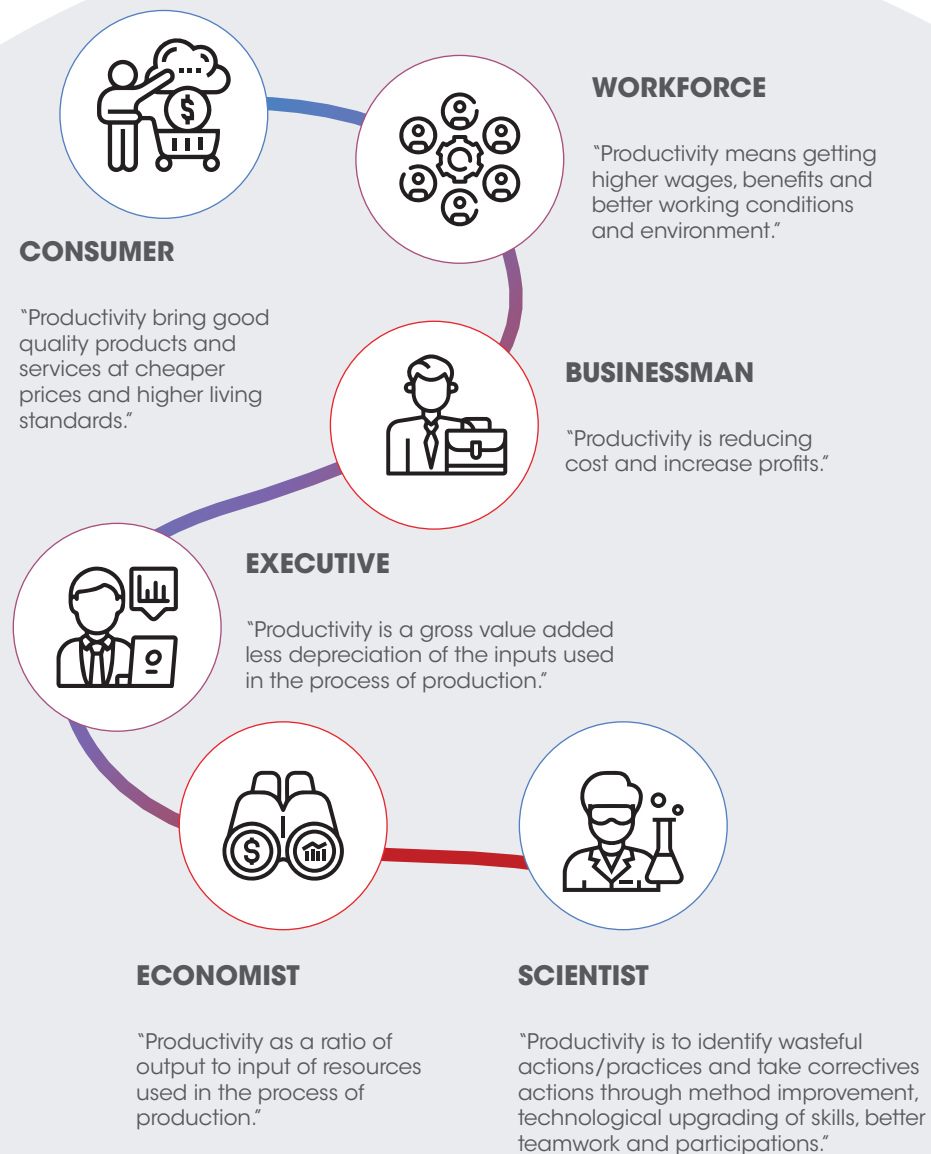 CONSUMER
“Productivity bring good
quality products and
services at cheaper
prices and higher living
standards.”
WORKFORCE
“Productivity means getting
higher wages, benefits and
better working conditions
and environment.”
BUSINESSMAN
“Productivity is reducing
cost and increase profits.”
EXECUTIVE
“Productivity is a gross value added
less depreciation of the inputs used
in the process of production.”
ECONOMIST
“Productivity as a ratio of
output to input of resources
used in the process of
production.”
SCIENTIST
“Productivity is to identify wasteful
actions/practices and take correctives
actions through method improvement,
technological upgrading of skills, better
teamwork and participations.”